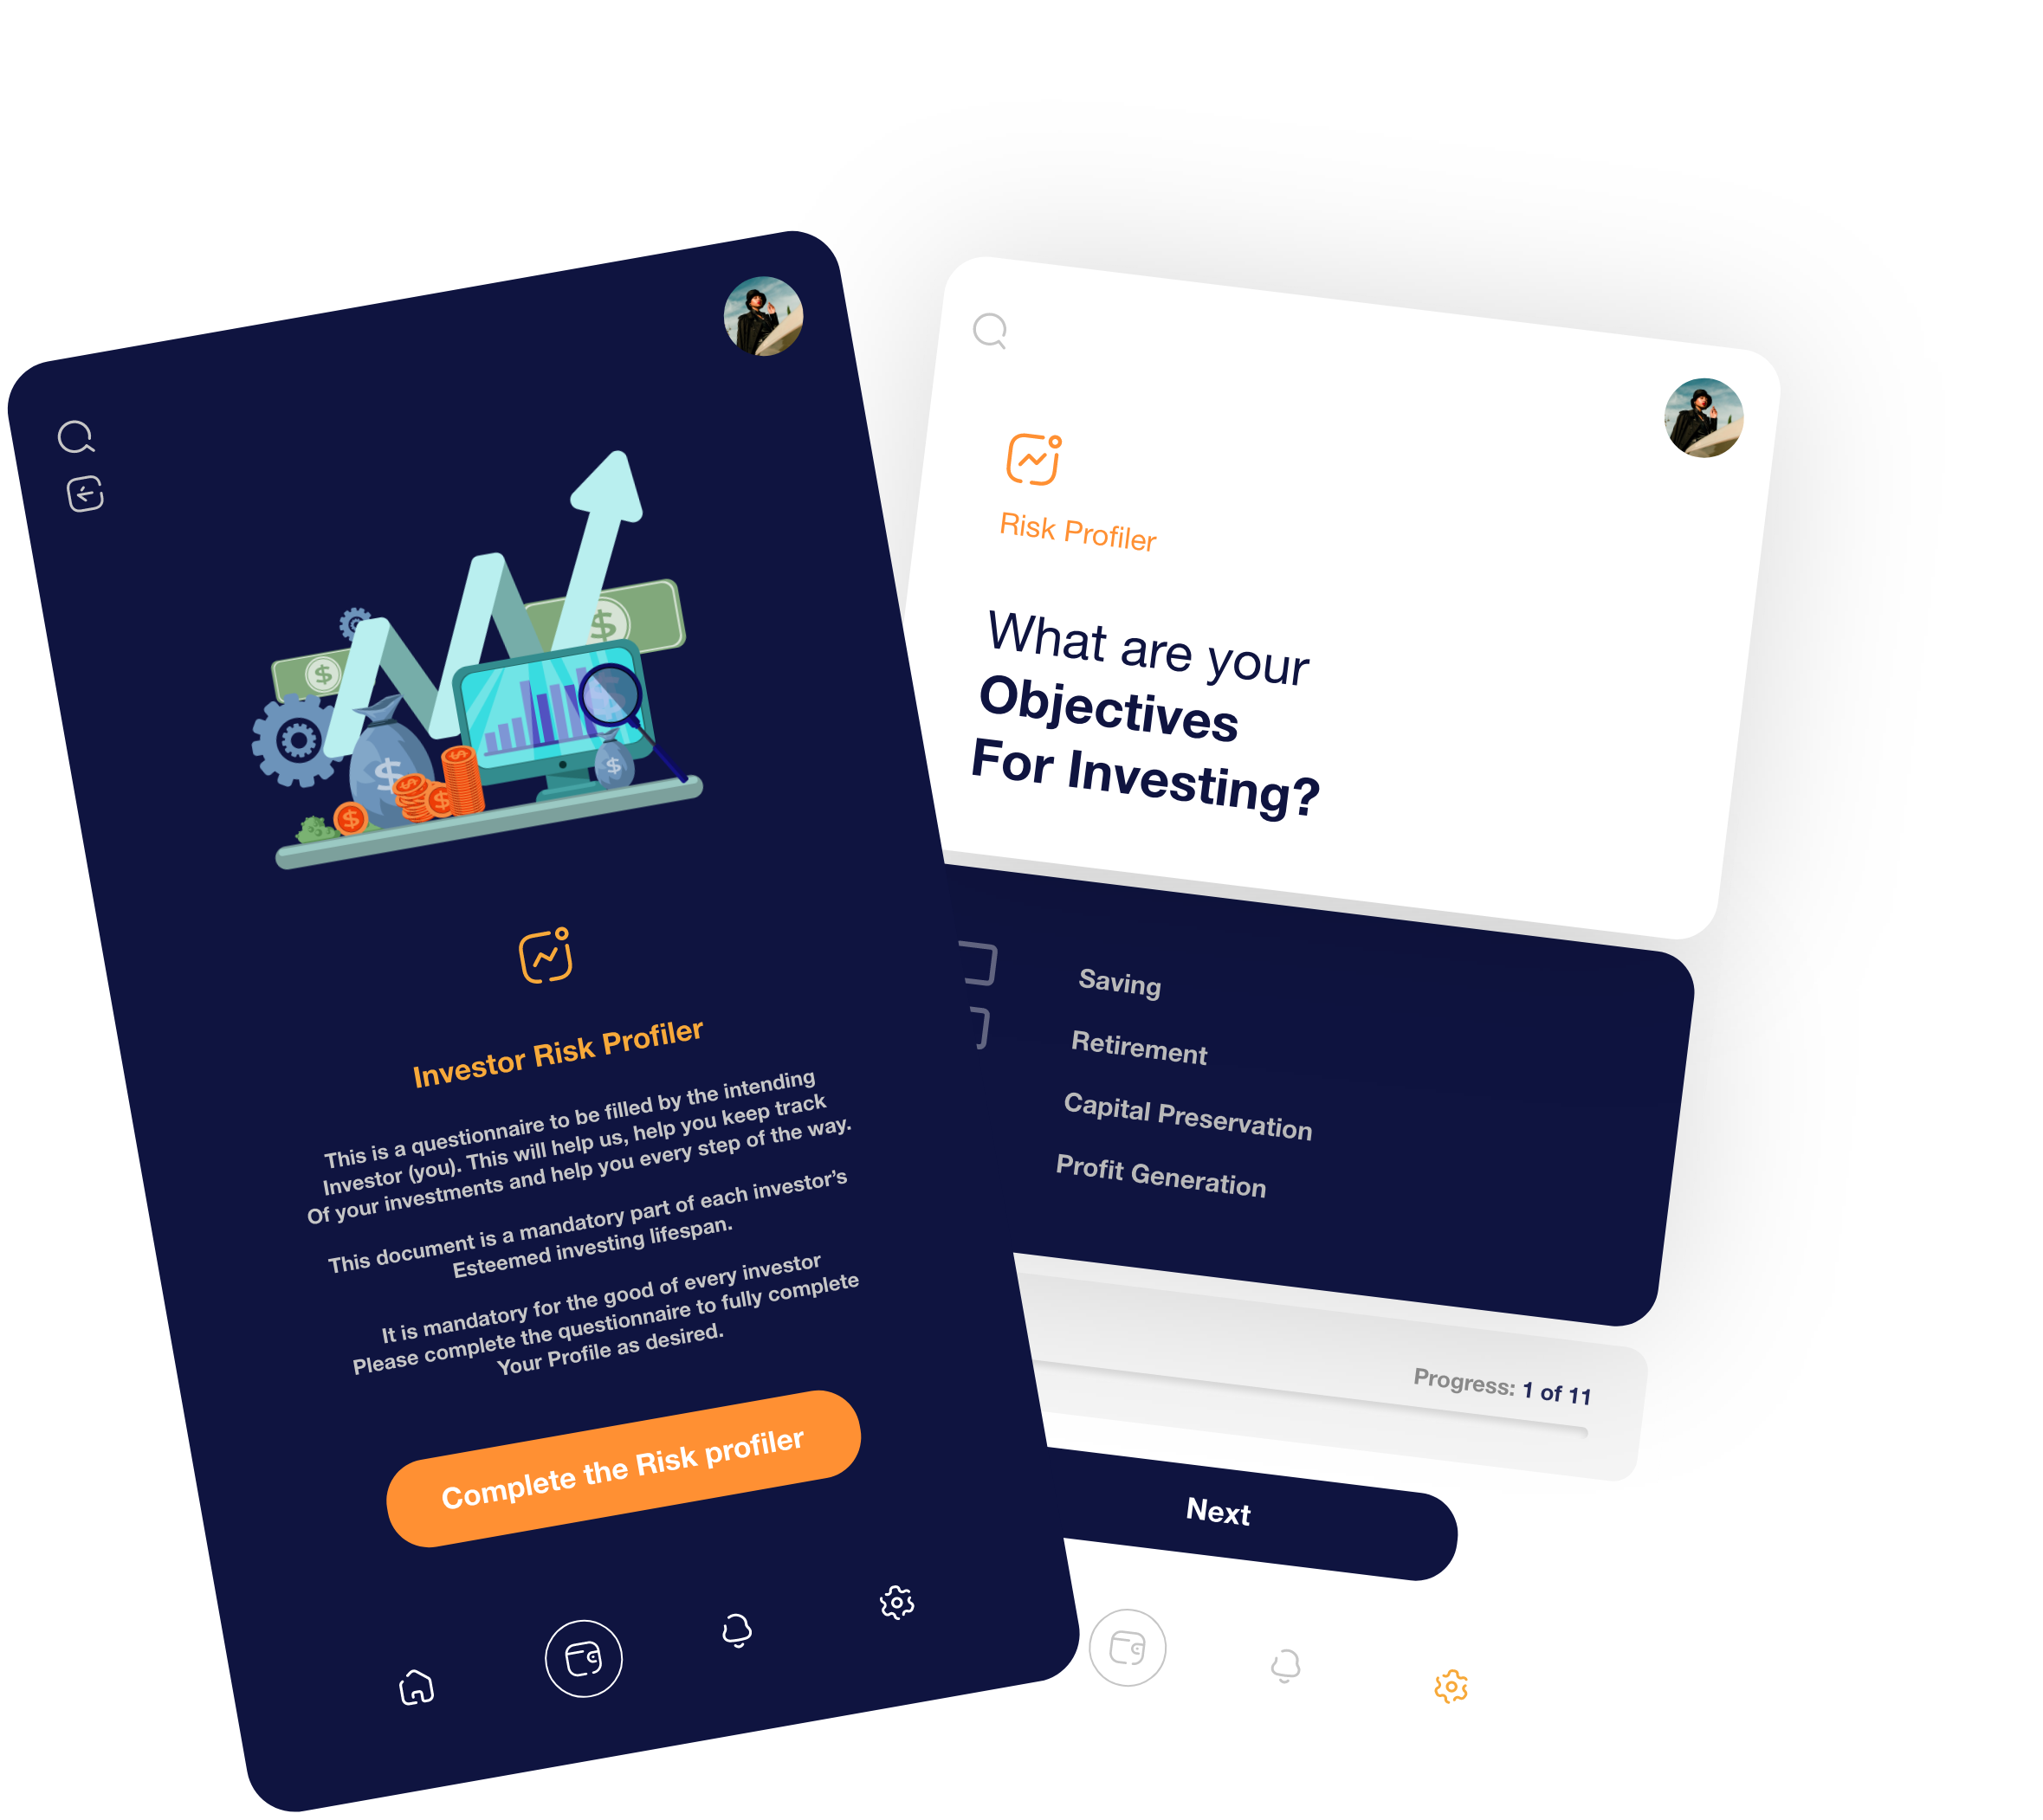 Investor Risk Profiler
This is a questionnaire to be filled by the intending
Investor (you). This will help us, help you keep track
Of your investments and help you every step of the way.
This document is a mandatory part of each investor’s
Esteemed investing lifespan.
It is mandatory for the good of every investor
Please complete the questionnaire to fully complete
Your Profile as desired.
Complete the Risk profiler
Risk Profiler
What are your
Objectives
For Investing?
Saving
Retirement
Capital Preservation
Profit Generation
Progress: 1 of 11
Next